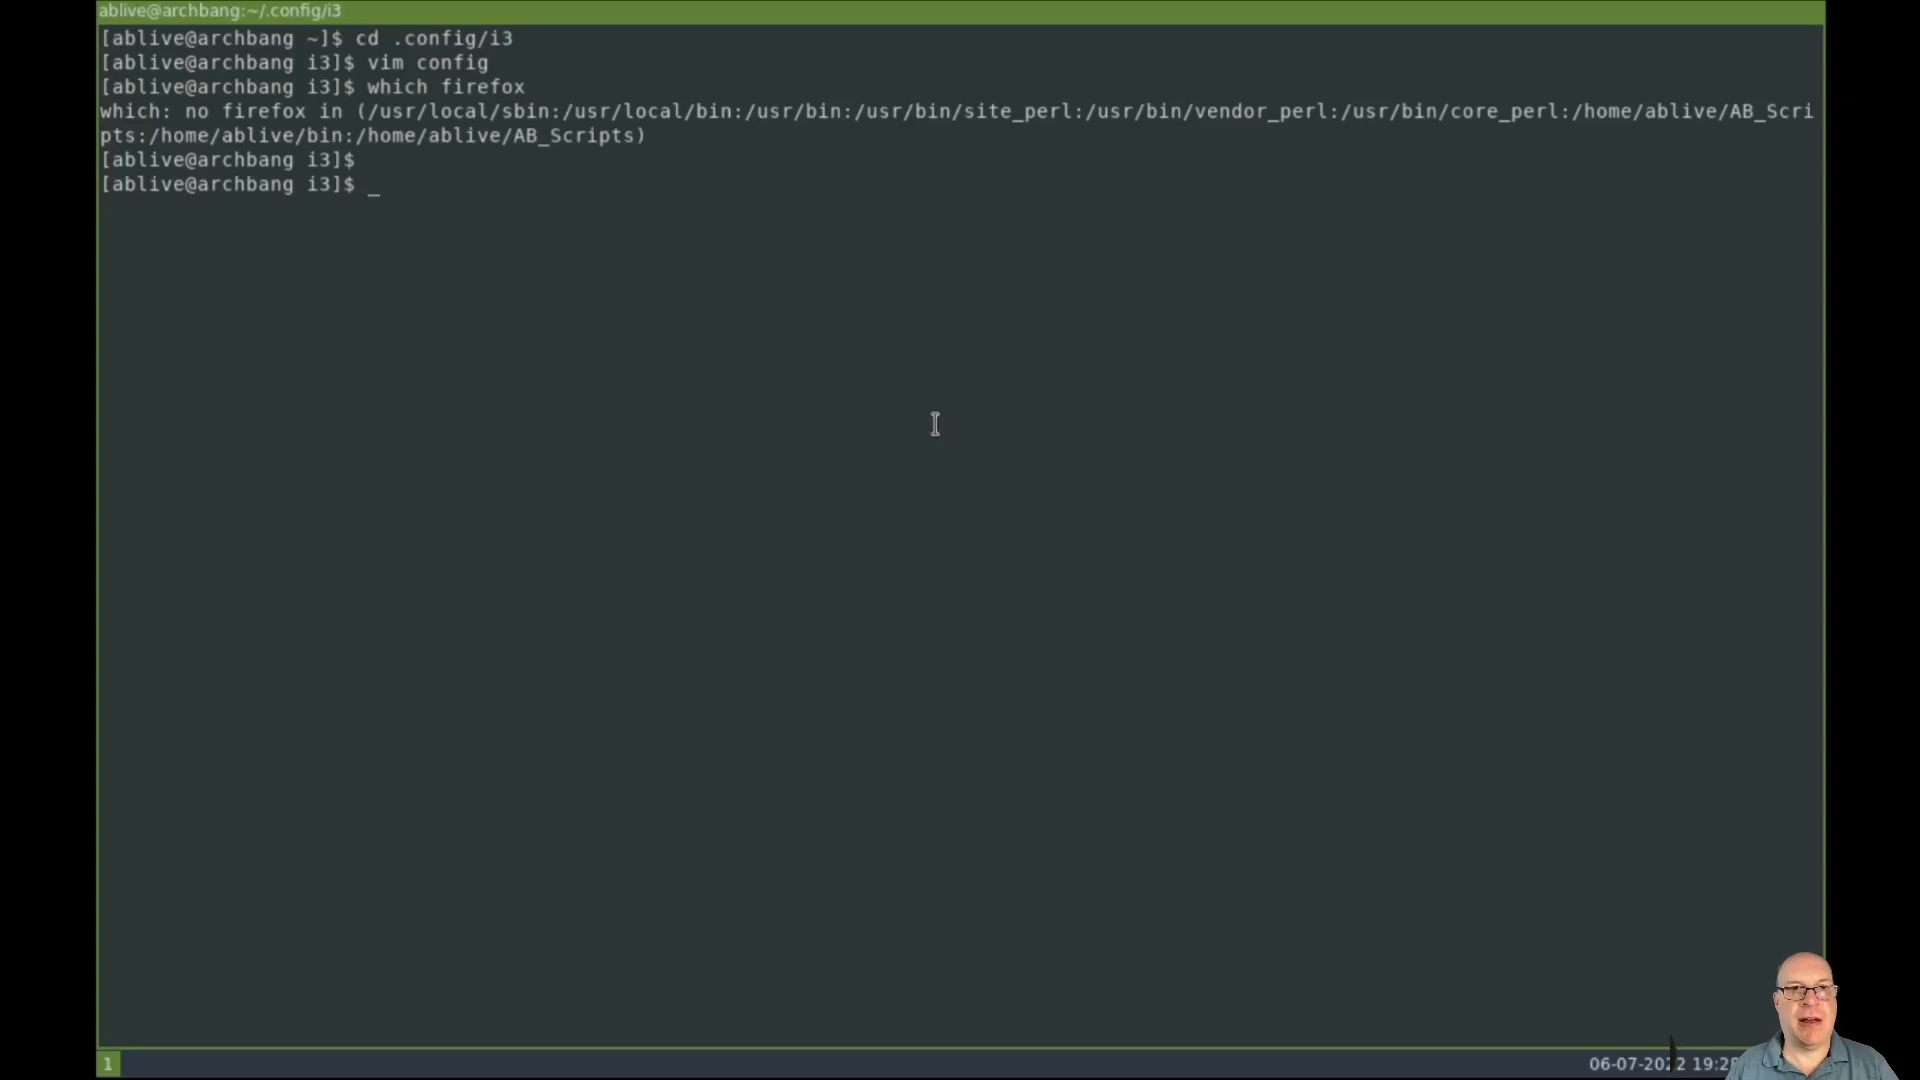 ablive@archbang:~/.config/i3
[ablive@archbang ~]$ cd .config/i3
[ablive@archbang i3]$ vim config
[ablive@archbang i3]$ which firefox
which: no firefox in (/usr/local/sbin:/usr/local/bin:/usr/bin:/usr/bin/site_perl:/usr/bin/vendor_perl:/usr/bin/core_perl:/home/ablive/AB_Scri
pts:/home/ablive/bin:/home/ablive/AB_Scripts)
[ablive@archbang i3]$
[ablive@archbang i3]$ _
1
06-07-2022